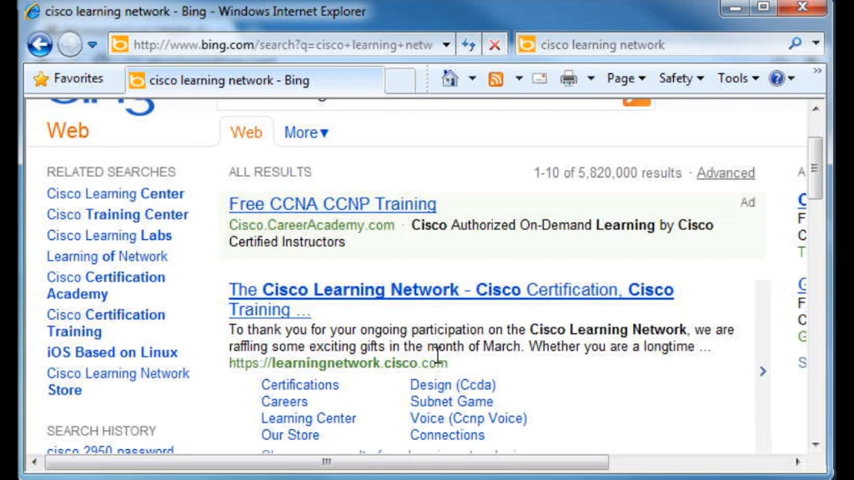 cisco learning network - Bing - Windows Internet Explorer
http://www.bing.com/search?q=cisco+learning+netw
cisco learning network
Favorites
cisco learning network - Bing
Page
Safety
Tools
Web
Web
More
RELATED SEARCHES
Cisco Learning Center
Cisco Training Center
Cisco Learning Labs
Learning of Network
Cisco Certification
Academy
Cisco Certification
Training
iOS Based on Linux
Cisco Learning Network
Store
SEARCH HISTORY
cisco 2950 password
ALL RESULTS
1-10 of 5,820,000 results · Advanced
Free CCNA CCNP Training
Ad
Cisco.CareerAcademy.com · Cisco Authorized On-Demand Learning by Cisco
Certified Instructors
The Cisco Learning Network - Cisco Certification, Cisco
Training ...
To thank you for your ongoing participation on the Cisco Learning Network, we are
raffling some exciting gifts in the month of March. Whether you are a longtime ...
https://learningnetwork.cisco.com
Certifications
Careers
Learning Center
Our Store
Design (Ccda)
Subnet Game
Voice (Ccnp Voice)
Connections